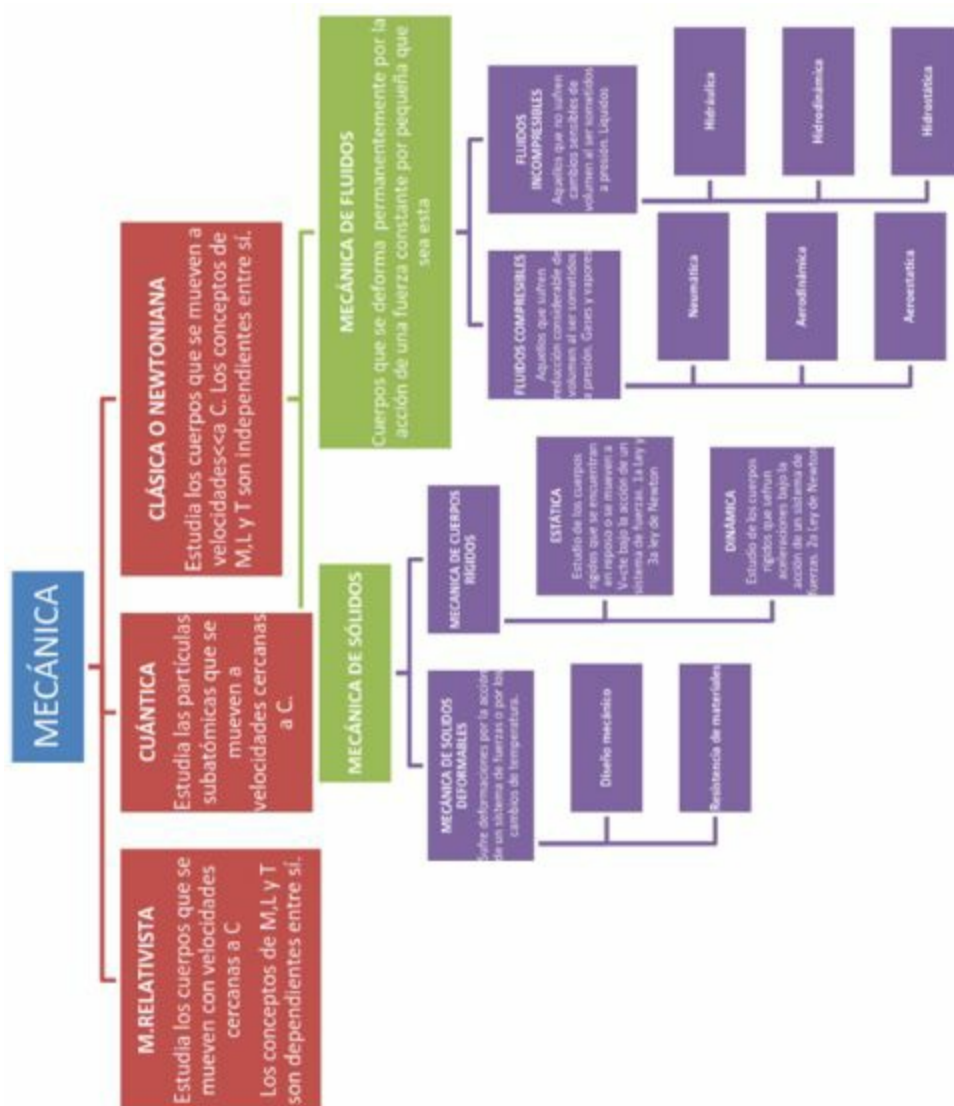 MECÁNICA
M.RELATIVISTA
Estudia los cuerpos que se
mueven con velocidades
cercanas a C
Los conceptos de M,L y T
son dependientes entre sí.
CUÁNTICA
Estudia las partículas
subatómicas que se
mueven a
velocidades cercanas
a C.
CLÁSICA O NEWTONIANA
Estudia los cuerpos que se mueven a
velocidades<<a C. Los conceptos de
M,L y T son independientes entre sí.
MECÁNICA DE SÓLIDOS
MECÁNICA DE FLUIDOS
Cuerpos que se deforma permanentemente por la
acción de una fuerza constante por pequeña que
sea esta
MECÁNICA DE SOLIDOS
DEFORMABLES
Sufre deformaciones por la acción
de un sistema de fuerzas o por los
cambios de temperatura.
Diseño mecánico
Resistencia de materiales
MECANICA DE CUERPOS
RÍGIDOS
ESTÁTICA
Estudio de los cuerpos
rígidos que se encuentran
en reposo o se mueven a
V=cte bajo la acción de un
sistema de fuerzas. 1a Ley y
3a ley de Newton
DINÁMICA
Estudio de los cuerpos
rígidos que
aceleraciones bajo la
acción de un sistema de
fuerzas. 2a Ley de Newton
FLUIDOS COMPRESIBLES
Aquellos que sufren
reducción considerable de
volumen al ser sometidos
a presión. Gases y vapores
Neumática
Aerodinámica
Aeroestatica
FLUIDOS
INCOMPRESIBLES
Aquellos que no sufren
cambios sensibles de
volumen al ser sometidos
a presión. Liquidos
Hidráulica
Hidrodinámica
Hidrostática